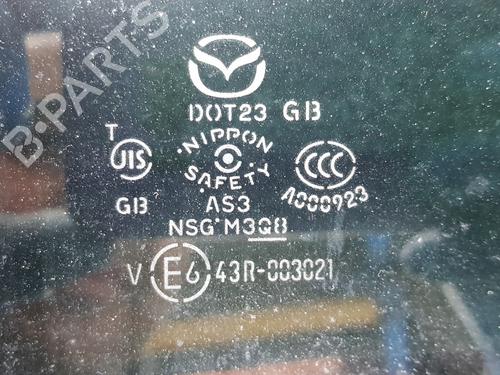 B-PARTS
DOT23 GB
T
JIS
NIPPON
SAFETY
CCC
GB
AS3
A000923
NSG M3Q8
V E6 43R-003021